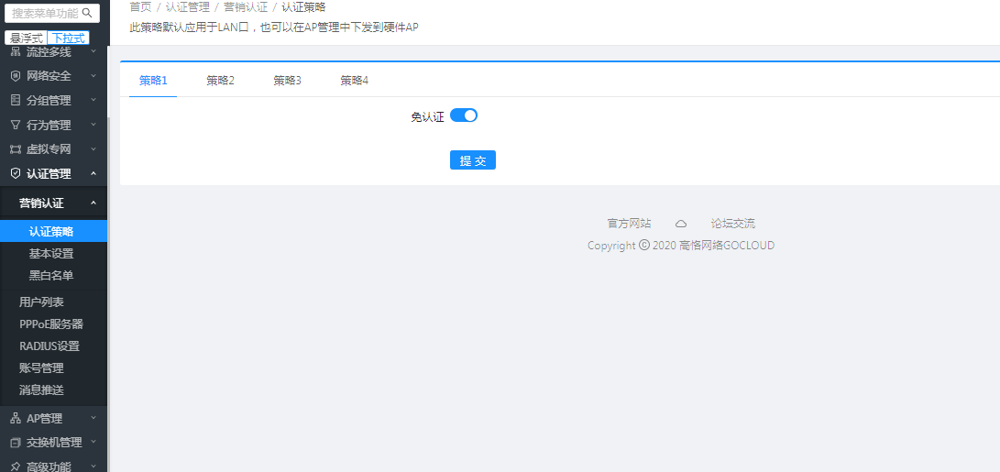 搜索菜单功能
悬浮式 下拉式
流控多线
网络安全
分组管理
行为管理
虚拟专网
认证管理
营销认证
认证策略
基本设置
黑白名单
用户列表
PPPoE服务器
RADIUS设置
账号管理
消息推送
AP管理
交换机管理
高级功能
首页 / 认证管理 / 营销认证 / 认证策略
此策略默认应用于LAN口，也可以在AP管理中下发到硬件AP
策略1 策略2 策略3 策略4
免认证
提 交
官方网站 论坛交流
Copyright © 2020 高恪网络GOCLOUD